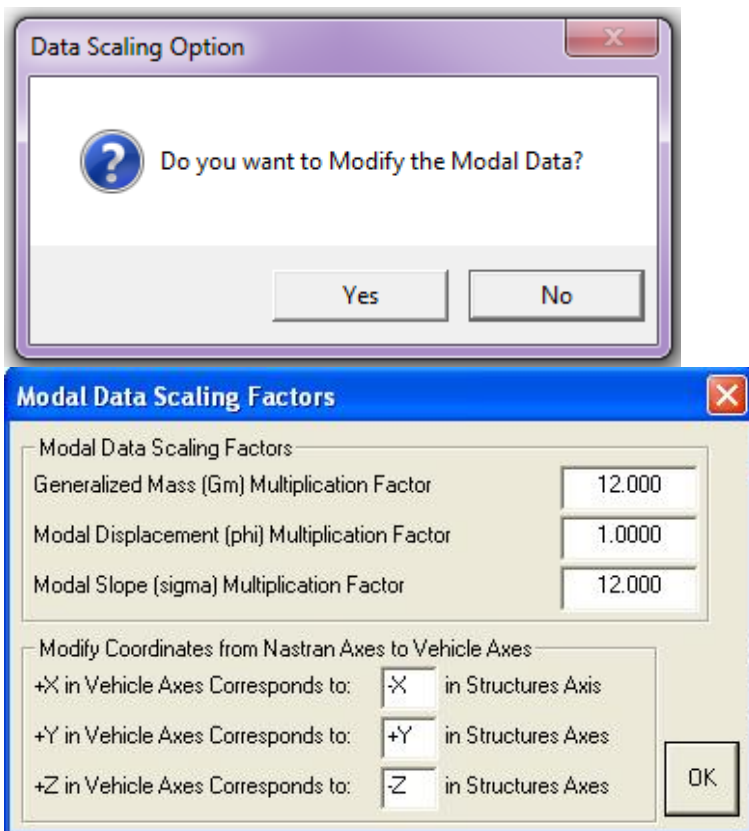 Data Scaling Option
Do you want to Modify the Modal Data?
Yes No
Modal Data Scaling Factors
Modal Data Scaling Factors
Generalized Mass (Gm) Multiplication Factor 12.000
Modal Displacement (phi) Multiplication Factor 1.0000
Modal Slope (sigma) Multiplication Factor 12.000
Modify Coordinates from Nastran Axes to Vehicle Axes
+X in Vehicle Axes Corresponds to: -X in Structures Axis
+Y in Vehicle Axes Corresponds to: +Y in Structures Axes
+Z in Vehicle Axes Corresponds to: -Z in Structures Axes
OK